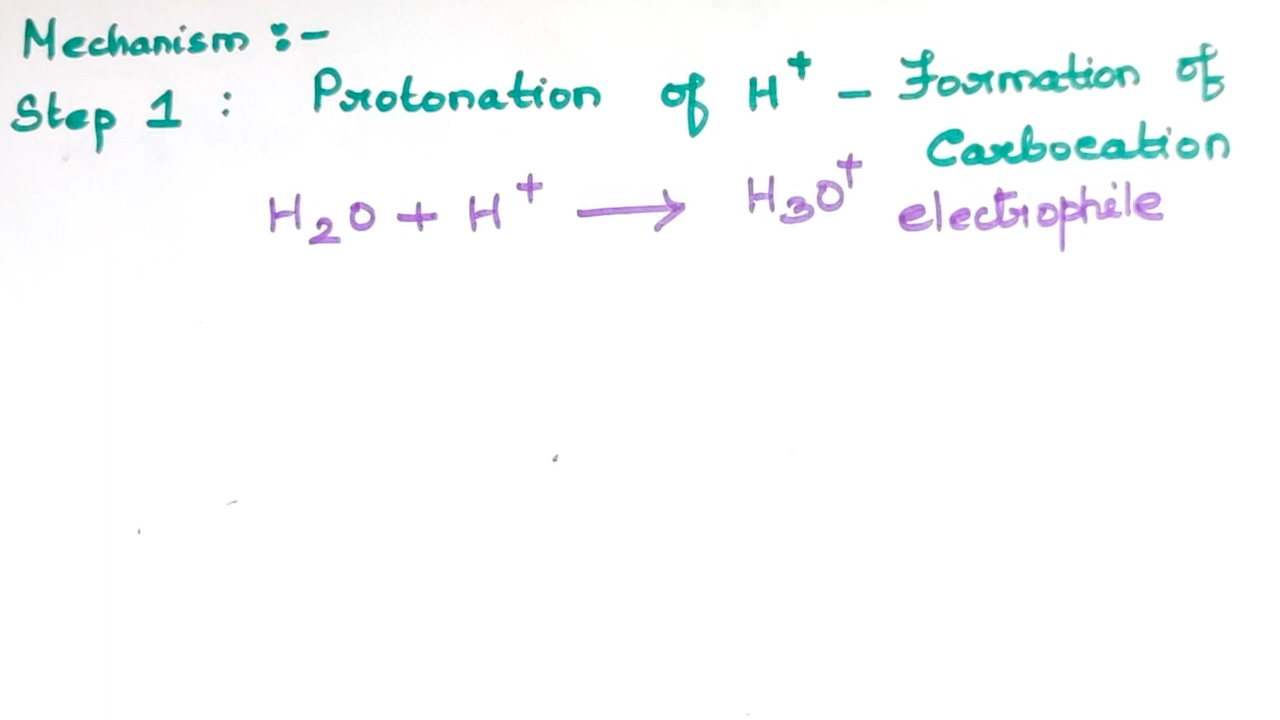 Mechanism :-
Step 1 : Protonation of H⁺ - Formation of
Carbocation
H₂O + H⁺ ⟶ H₃O⁺ electrophile